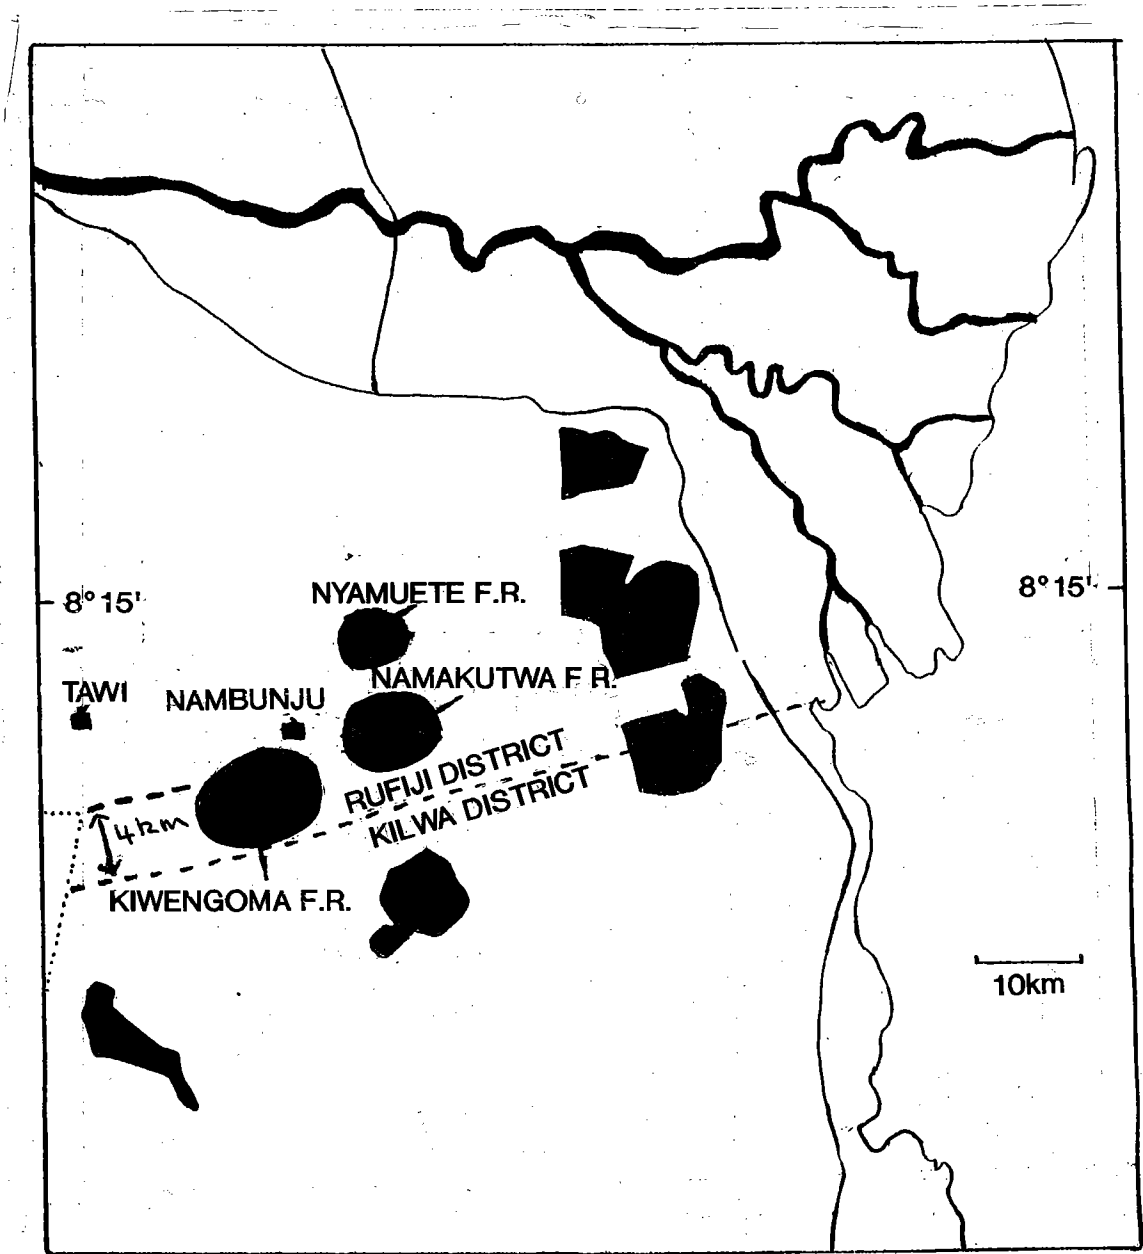 NYAMUETE F.R.
8° 15'
8° 15'
TAWI
NAMBUNJU
NAMAKUTWA F R.
RUFIJI DISTRICT
KILWA DISTRICT
4km
KIWENGOMA F.R.
10km